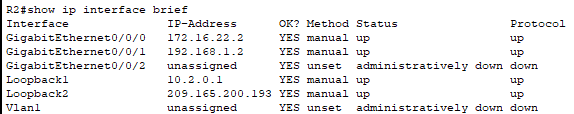 R2#show ip interface brief
Interface              IP-Address      OK? Method Status                Protocol
GigabitEthernet0/0/0   172.16.22.2     YES manual up                    up
GigabitEthernet0/0/1   192.168.1.2     YES manual up                    up
GigabitEthernet0/0/2   unassigned      YES unset  administratively down down
Loopback1              10.2.0.1        YES manual up                    up
Loopback2              209.165.200.193 YES manual up                    up
Vlan1                  unassigned      YES unset  administratively down down